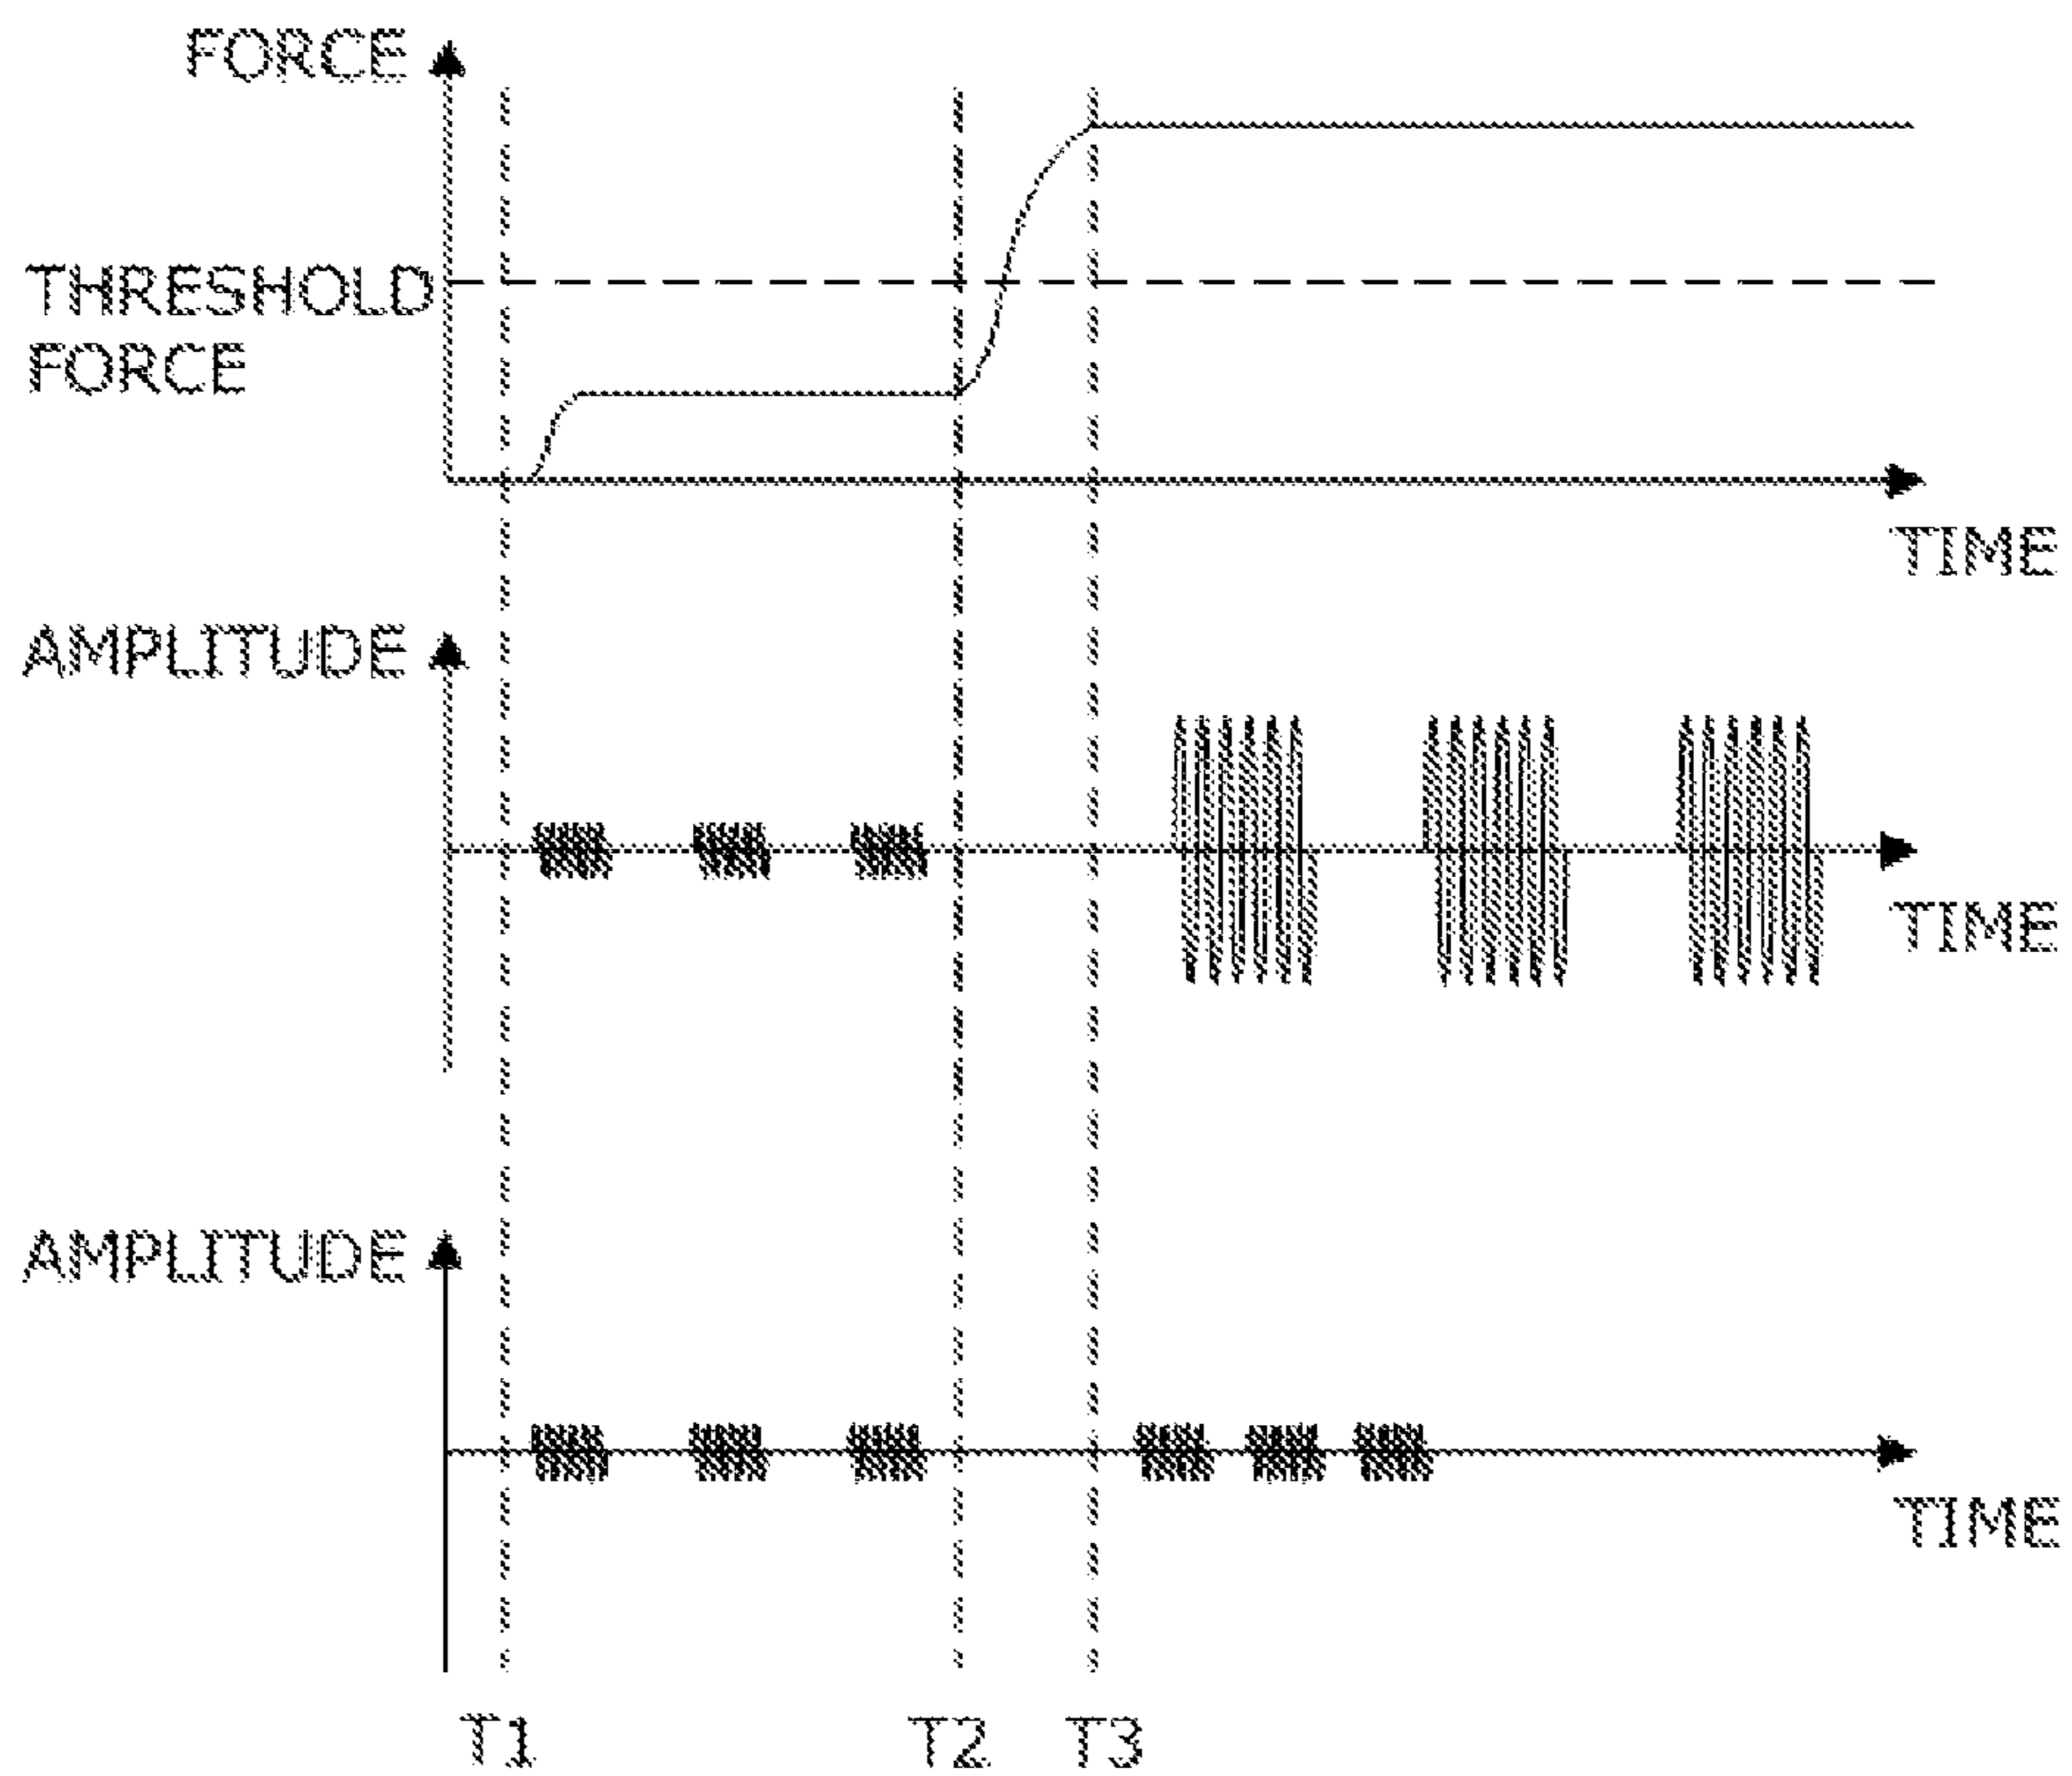 FORCE
THRESHOLD
FORCE
TIME
AMPLITUDE
TIME
AMPLITUDE
TIME
T1 T2 T3